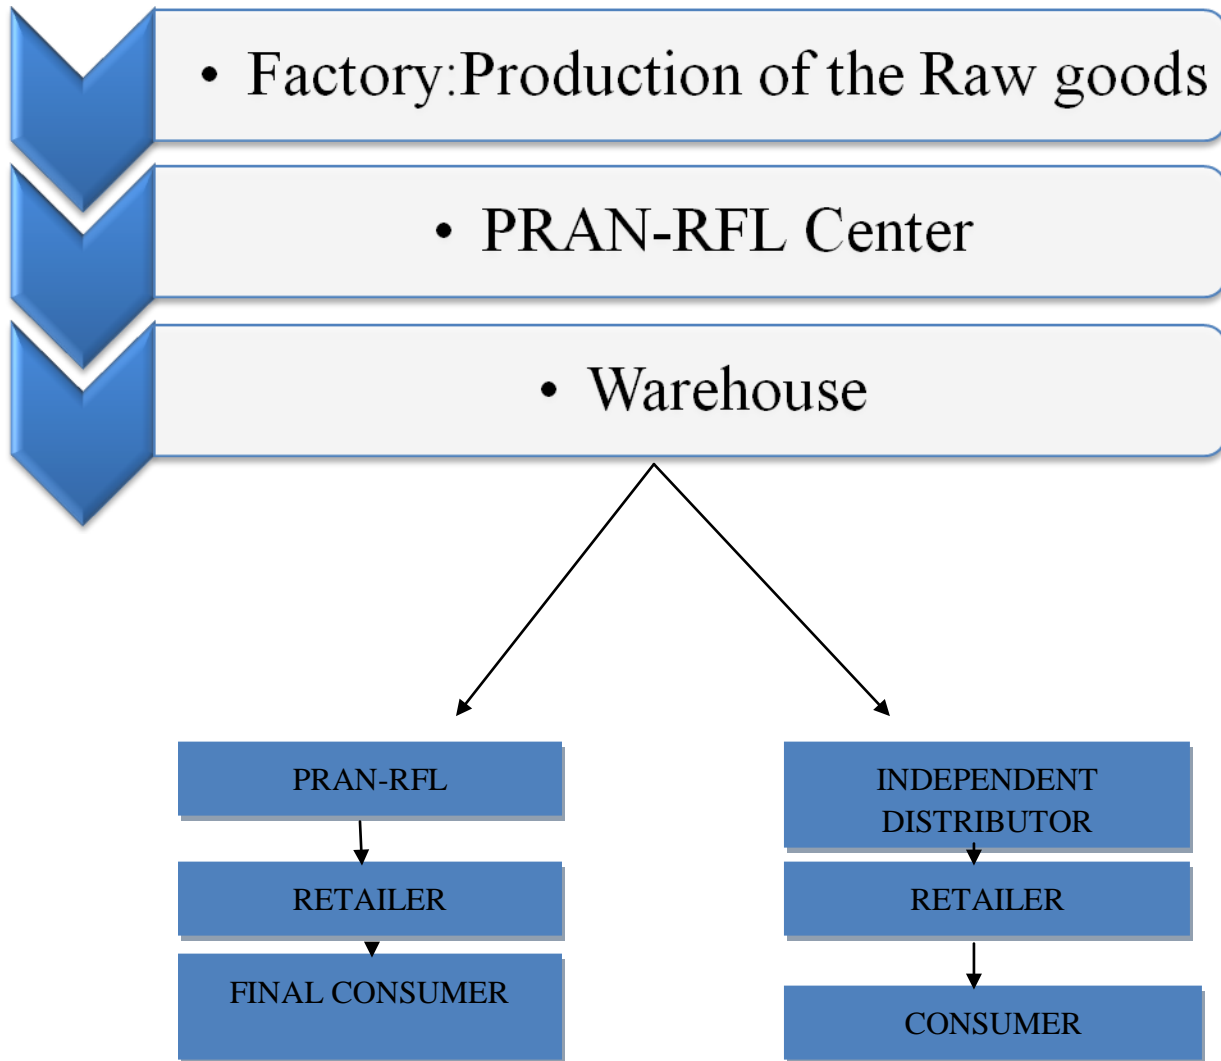 • Factory:Production of the Raw goods
• PRAN-RFL Center
• Warehouse
PRAN-RFL
RETAILER
FINAL CONSUMER
INDEPENDENT
DISTRIBUTOR
RETAILER
CONSUMER